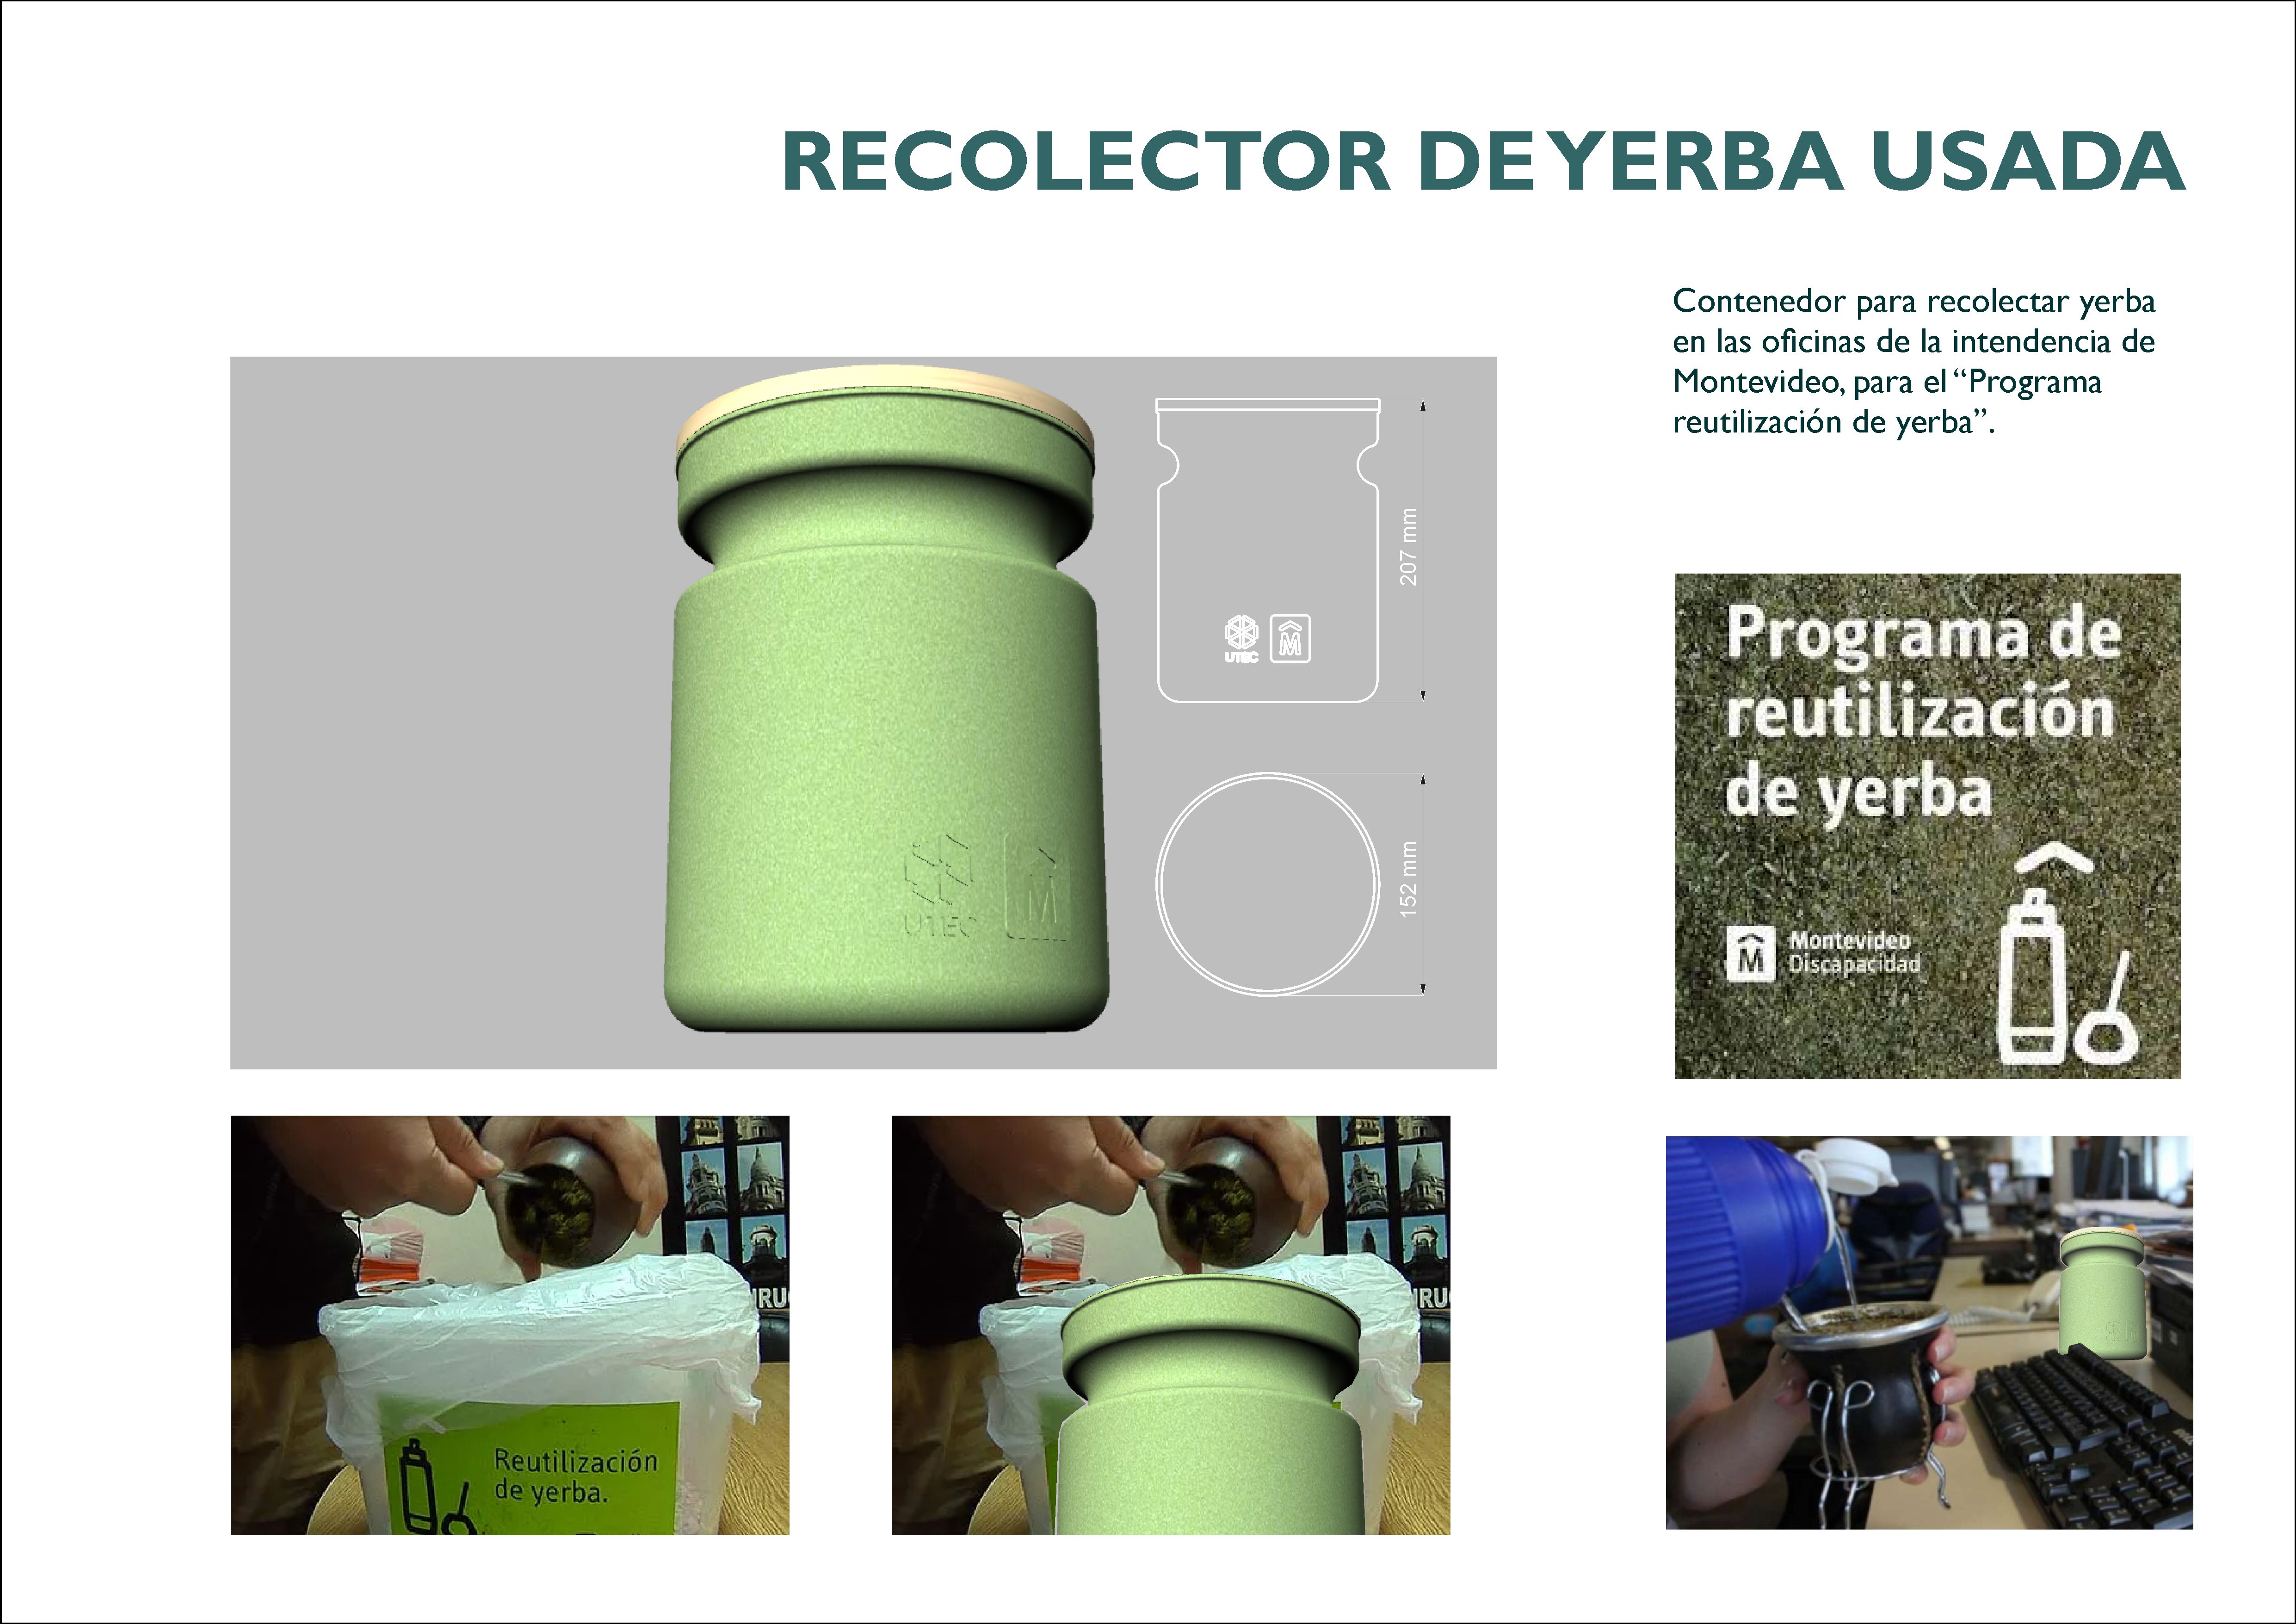 RECOLECTOR DE YERBA USADA
Contenedor para recolectar yerba
en las oficinas de la intendencia de
Montevideo, para el “Programa
reutilización de yerba”.
207 mm
UTEC
M
152 mm
UTEC
M
Programa de
reutilización
de yerba
M
Montevideo
Discapacidad
Reutilización
de yerba.